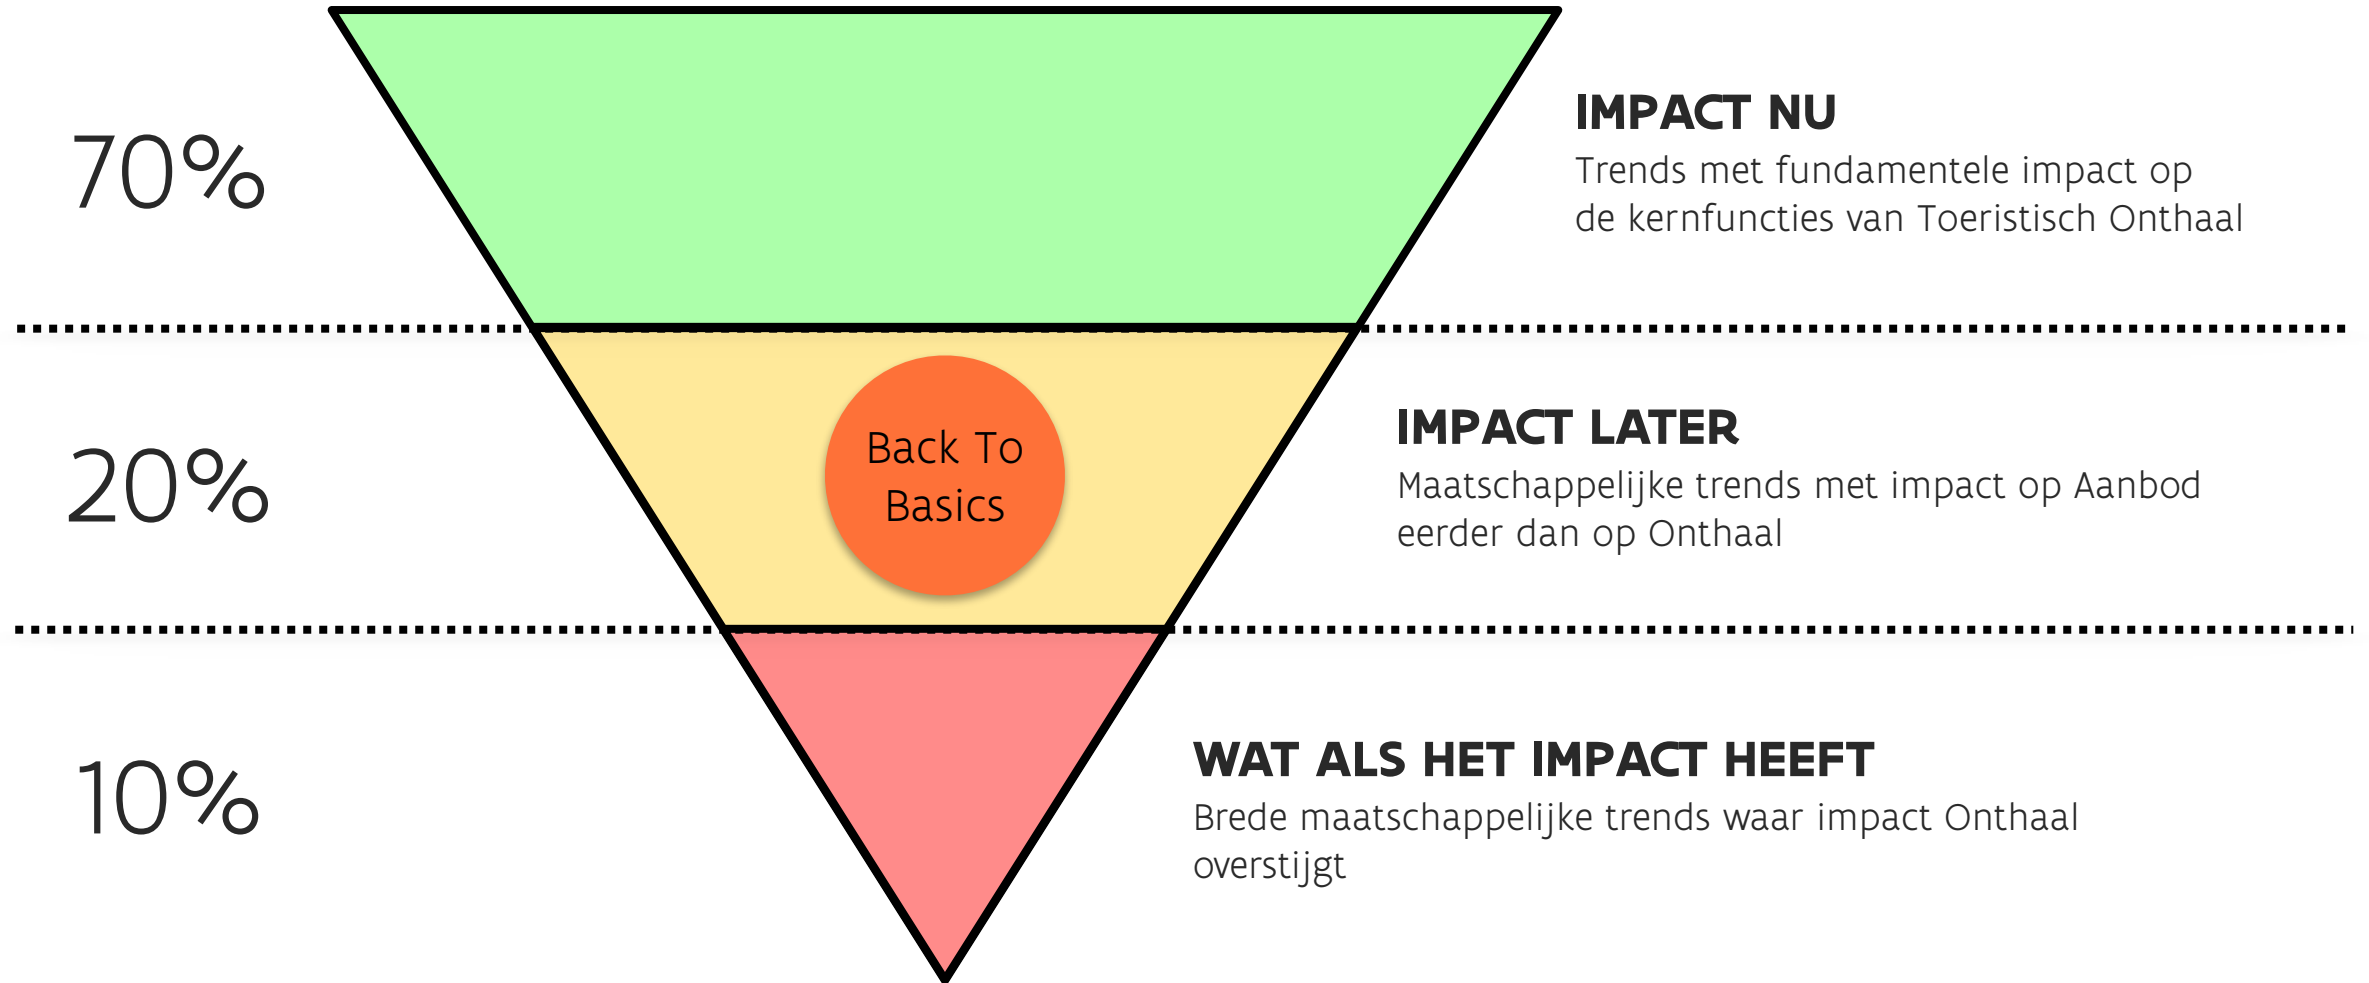 70%
IMPACT NU
Trends met fundamentele impact op
de kernfuncties van Toeristisch Onthaal
20%
Back To
Basics
IMPACT LATER
Maatschappelijke trends met impact op Aanbod
eerder dan op Onthaal
10%
WAT ALS HET IMPACT HEEFT
Brede maatschappelijke trends waar impact Onthaal
overstijgt